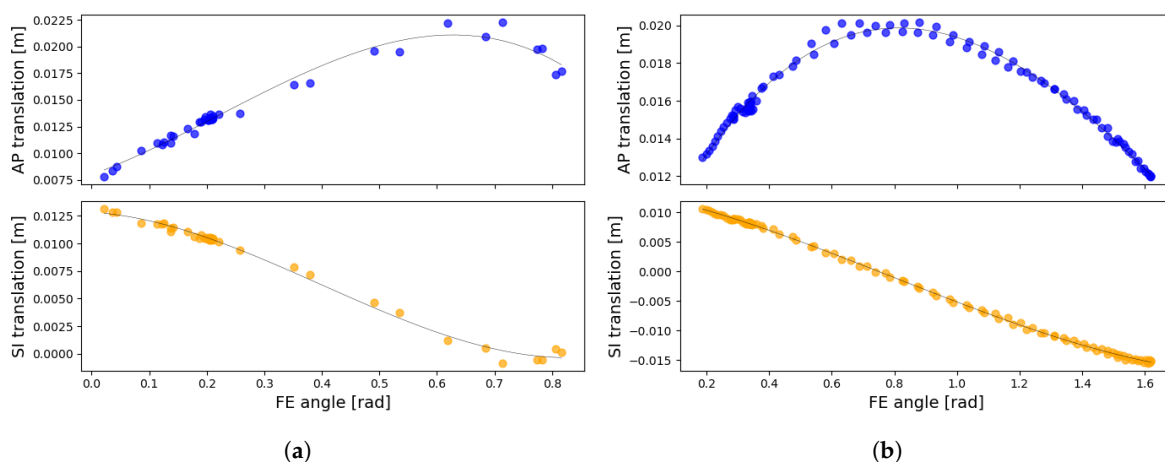 AP translation [m]
0.0225
0.0200
0.0175
0.0150
0.0125
0.0100
0.0075
SI translation [m]
0.0125
0.0100
0.0075
0.0050
0.0025
0.0000
0.0 0.1 0.2 0.3 0.4 0.5 0.6 0.7 0.8
FE angle [rad]
(a)
AP translation [m]
0.020
0.018
0.016
0.014
0.012
SI translation [m]
0.010
0.005
0.000
−0.005
−0.010
−0.015
0.2 0.4 0.6 0.8 1.0 1.2 1.4 1.6
FE angle [rad]
(b)